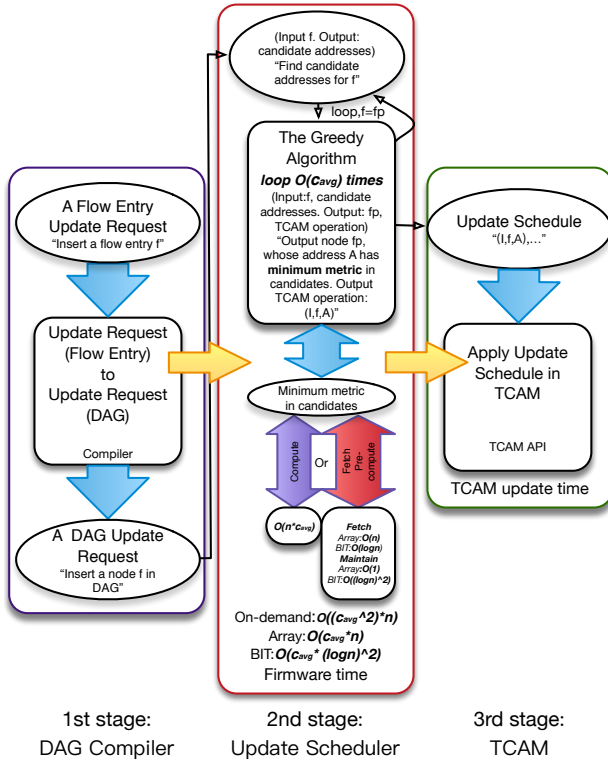 A Flow Entry
Update Request
“Insert a flow entry f”
Update Request
(Flow Entry)
to
Update Request
(DAG)
Compiler
A DAG Update
Request
“Insert a node f in
DAG”
1st stage:
DAG Compiler
(Input f. Output:
candidate addresses)
“Find candidate
addresses for f”
loop,f=fp
The Greedy
Algorithm
loop O(cavg) times
(Input:f, candidate
addresses. Output: fp,
TCAM operation)
“Output node fp,
whose address A has
minimum metric in
candidates. Output
TCAM operation:
(I,f,A)”
Minimum metric
in candidates
Compute
Or
Fetch
Pre-
compute
O(n*cavg)
Fetch
Array:O(n)
BIT:O(logn)
Maintain
Array:O(1)
BIT:O((logn)^2)
On-demand:O((cavg^2)*n)
Array:O(cavg*n)
BIT:O(cavg* (logn)^2)
Firmware time
2nd stage:
Update Scheduler
Update Schedule
“(I,f,A),...”
Apply Update
Schedule in
TCAM
TCAM API
TCAM update time
3rd stage:
TCAM